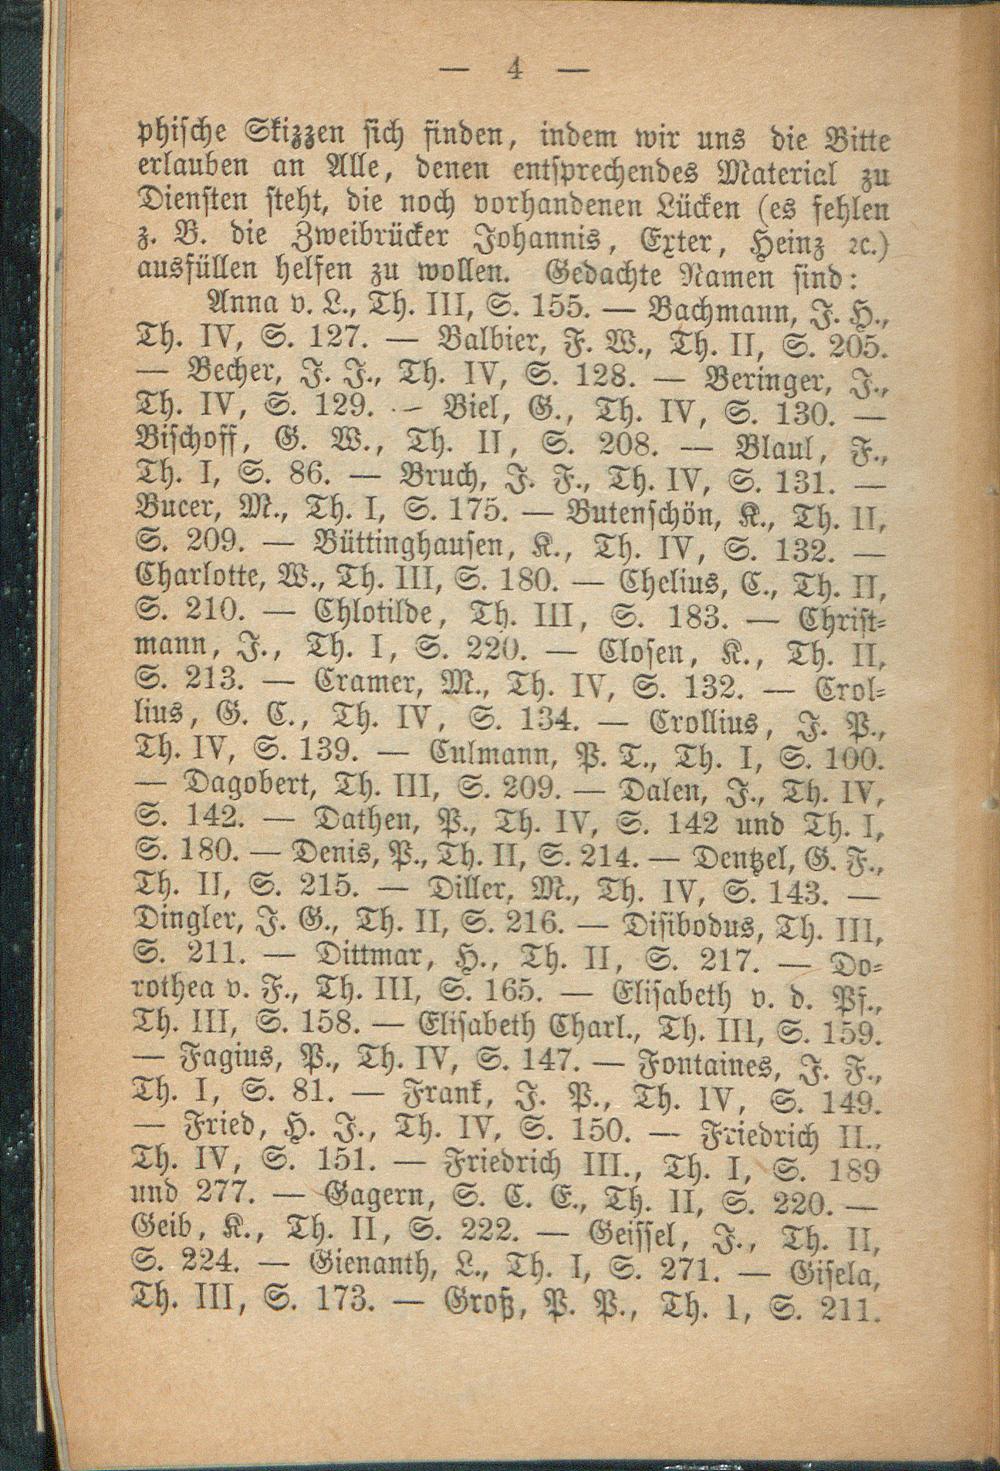 — 4 —
phische Skizzen sich finden, indem wir uns die Bitte
erlauben an Alle, denen entsprechendes Material zu
Diensten steht, die noch vorhandenen Lücken (es fehlen
z. B. die Zweibrücker Johannis, Exter, Heinz ꝛc.)
ausfüllen helfen zu wollen. Gedachte Namen sind:
Anna v. L., Th. III, S. 155. — Bachmann, J. H.,
Th. IV, S. 127. — Balbier, F. W., Th. II, S. 205.
— Becher, J. J., Th. IV, S. 128. — Beringer, J.,
Th. IV, S. 129. — Biel, G., Th. IV, S. 130. —
Bischoff, G. W., Th. II, S. 208. — Blaul, F.,
Th. I, S. 86. — Bruch, J. F., Th. IV, S. 131. —
Bucer, M., Th. I, S. 175. — Butenschön, K., Th. II,
S. 209. — Büttinghausen, K., Th. IV, S. 132. —
Charlotte, W., Th. III, S. 180. — Chelius, C., Th. II,
S. 210. — Chlotilde, Th. III, S. 183. — Christ-
mann, J., Th. I, S. 220. — Closen, K., Th. II,
S. 213. — Cramer, M., Th. IV, S. 132. — Crol-
lius, G. C., Th. IV, S. 134. — Crollius, J. P.,
Th. IV, S. 139. — Culmann, P. T., Th. I, S. 100.
— Dagobert, Th. III, S. 209. — Dalen, J., Th. IV,
S. 142. — Dathen, P., Th. IV, S. 142 und Th. I,
S. 180. — Denis, P., Th. II, S. 214. — Dentzel, G. F.,
Th. II, S. 215. — Diller, M., Th. IV, S. 143. —
Dingler, J. G., Th. II, S. 216. — Disibodus, Th. III,
S. 211. — Dittmar, H., Th. II, S. 217. — Do-
rothea v. F., Th. III, S. 165. — Elisabeth v. d. Pf.,
Th. III, S. 158. — Elisabeth Charl., Th. III, S. 159.
— Fagius, P., Th. IV, S. 147. — Fontaines, J. F.,
Th. I, S. 81. — Frank, J. P., Th. IV, S. 149.
— Fried, H. J., Th. IV, S. 150. — Friedrich II.,
Th. IV, S. 151. — Friedrich III., Th. I, S. 189
und 277. — Gagern, S. C. E., Th. II, S. 220. —
Geib, K., Th. II, S. 222. — Geissel, J., Th. II,
S. 224. — Gienanth, L., Th. I, S. 271. — Gisela,
Th. III, S. 173. — Groß, P. P., Th. I, S. 211.